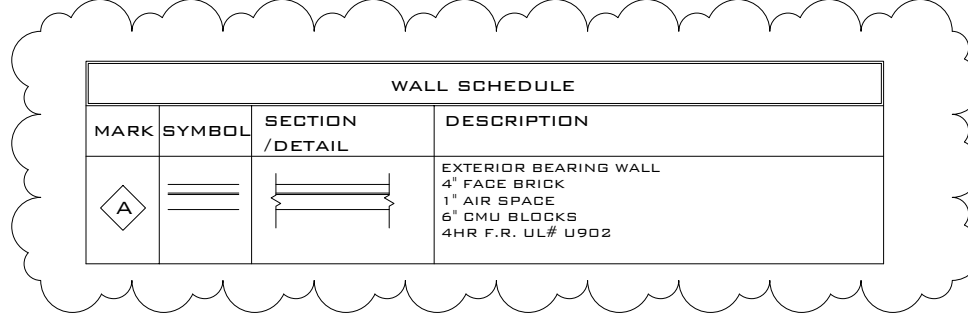 WALL SCHEDULE
MARK
SYMBOL
SECTION
/DETAIL
DESCRIPTION
A
EXTERIOR BEARING WALL
4" FACE BRICK
1" AIR SPACE
6" CMU BLOCKS
4HR F.R. UL# U902